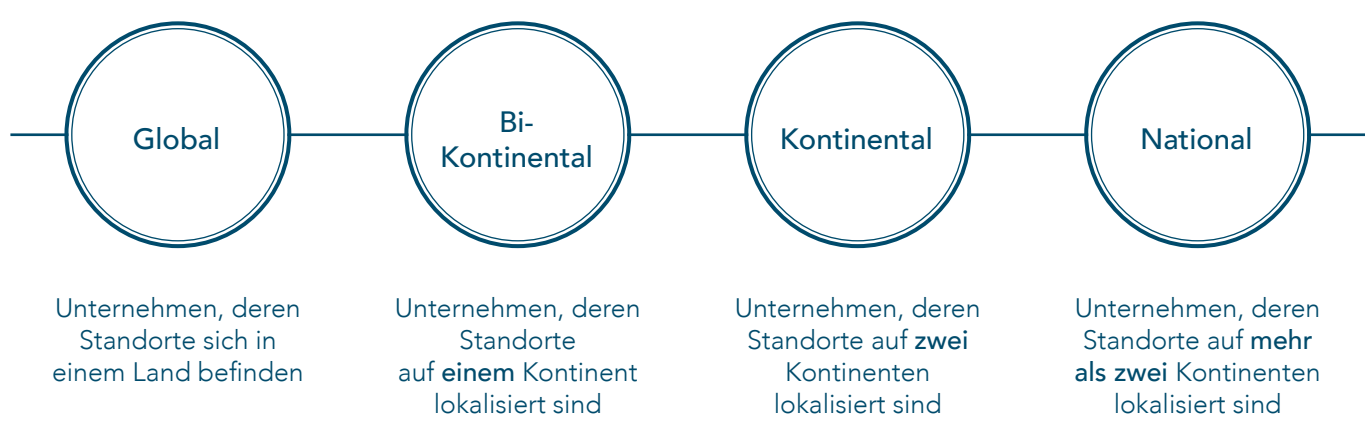 Global
Bi-
Kontinental
Kontinental
National
Unternehmen, deren
Standorte sich in
einem Land befinden
Unternehmen, deren
Standorte
auf einem Kontinent
lokalisiert sind
Unternehmen, deren
Standorte auf zwei
Kontinenten
lokalisiert sind
Unternehmen, deren
Standorte auf mehr
als zwei Kontinenten
lokalisiert sind